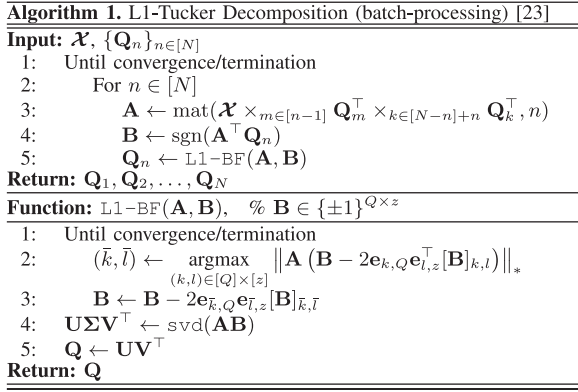 Algorithm 1. L1-Tucker Decomposition (batch-processing) [23]
Input: 𝓧, {Q_n}_{n∈[N]}
1: Until convergence/termination
2: For n ∈ [N]
3: A ← mat(𝓧 ×_{m∈[n−1]} Q_m^⊤ ×_{k∈[N−n]+n} Q_k^⊤, n)
4: B ← sgn(A^⊤Q_n)
5: Q_n ← L1-BF(A, B)
Return: Q_1, Q_2, . . . , Q_N
Function: L1-BF(A, B), % B ∈ {±1}^{Q×z}
1: Until convergence/termination
2: (k̄, l̄) ← argmax_{(k,l)∈[Q]×[z]} ‖A (B − 2e_{k,Q}e_{l,z}^⊤[B]_{k,l})‖_*
3: B ← B − 2e_{k̄,Q}e_{l̄,z}^⊤[B]_{k̄,l̄}
4: UΣV^⊤ ← svd(AB)
5: Q ← UV^⊤
Return: Q